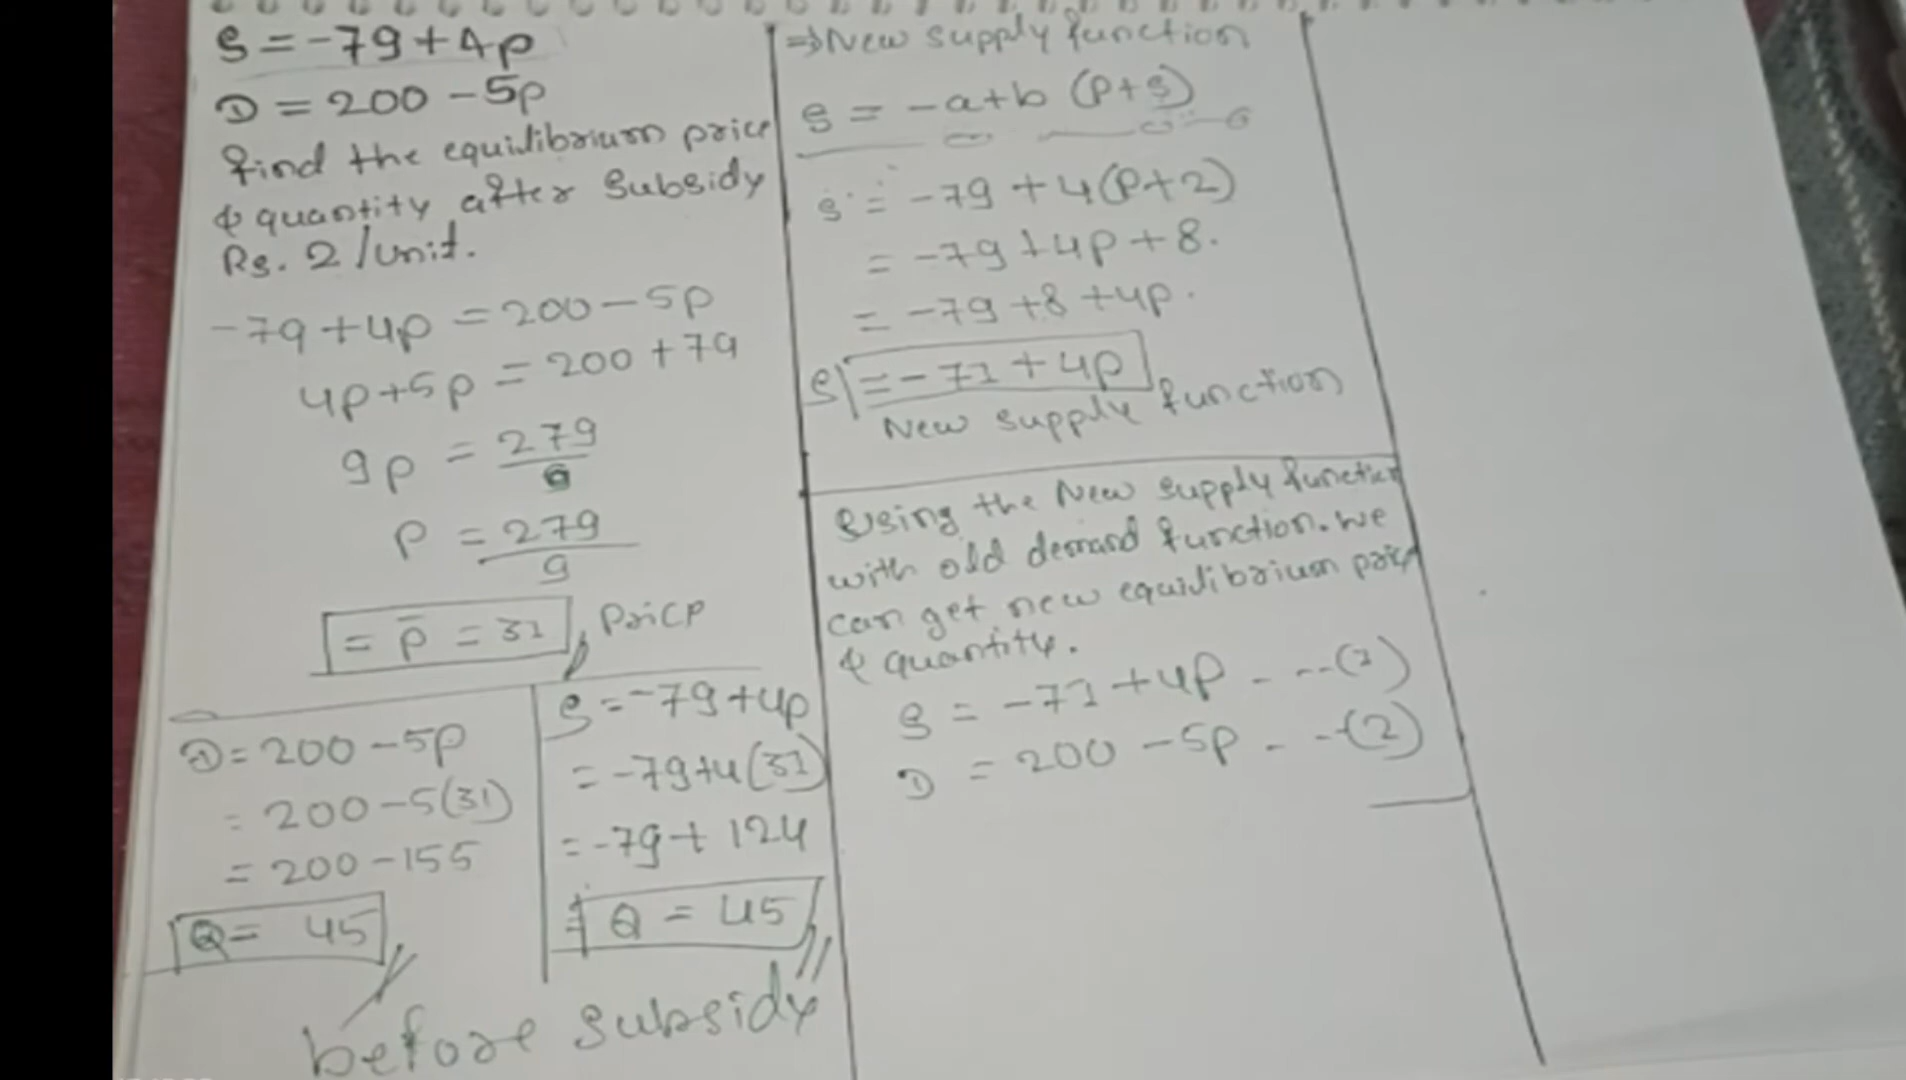 S = -79 + 4p
D = 200 - 5p
find the equilibrium price
& quantity after Subsidy
Rs. 2 / unit.
-79 + 4p = 200 - 5p
4p + 5p = 200 + 79
9p = 279/9
P = 279/9
= p̄ = 31, Price
D = 200 - 5p
= 200 - 5(31)
= 200 - 155
Q = 45
S = -79 + 4p
= -79 + 4(31)
= -79 + 124
Q = 45
before Subsidy
⇒ New supply function
S = -a + b (P + S)
S = -79 + 4(P + 2)
= -79 + 4p + 8.
= -79 + 8 + 4p.
S = -71 + 4p
New supply function
Using the New supply function
with old demand function. we
can get new equilibrium price
& quantity.
S = -71 + 4p - - - (1)
D = 200 - 5p - - - (2)